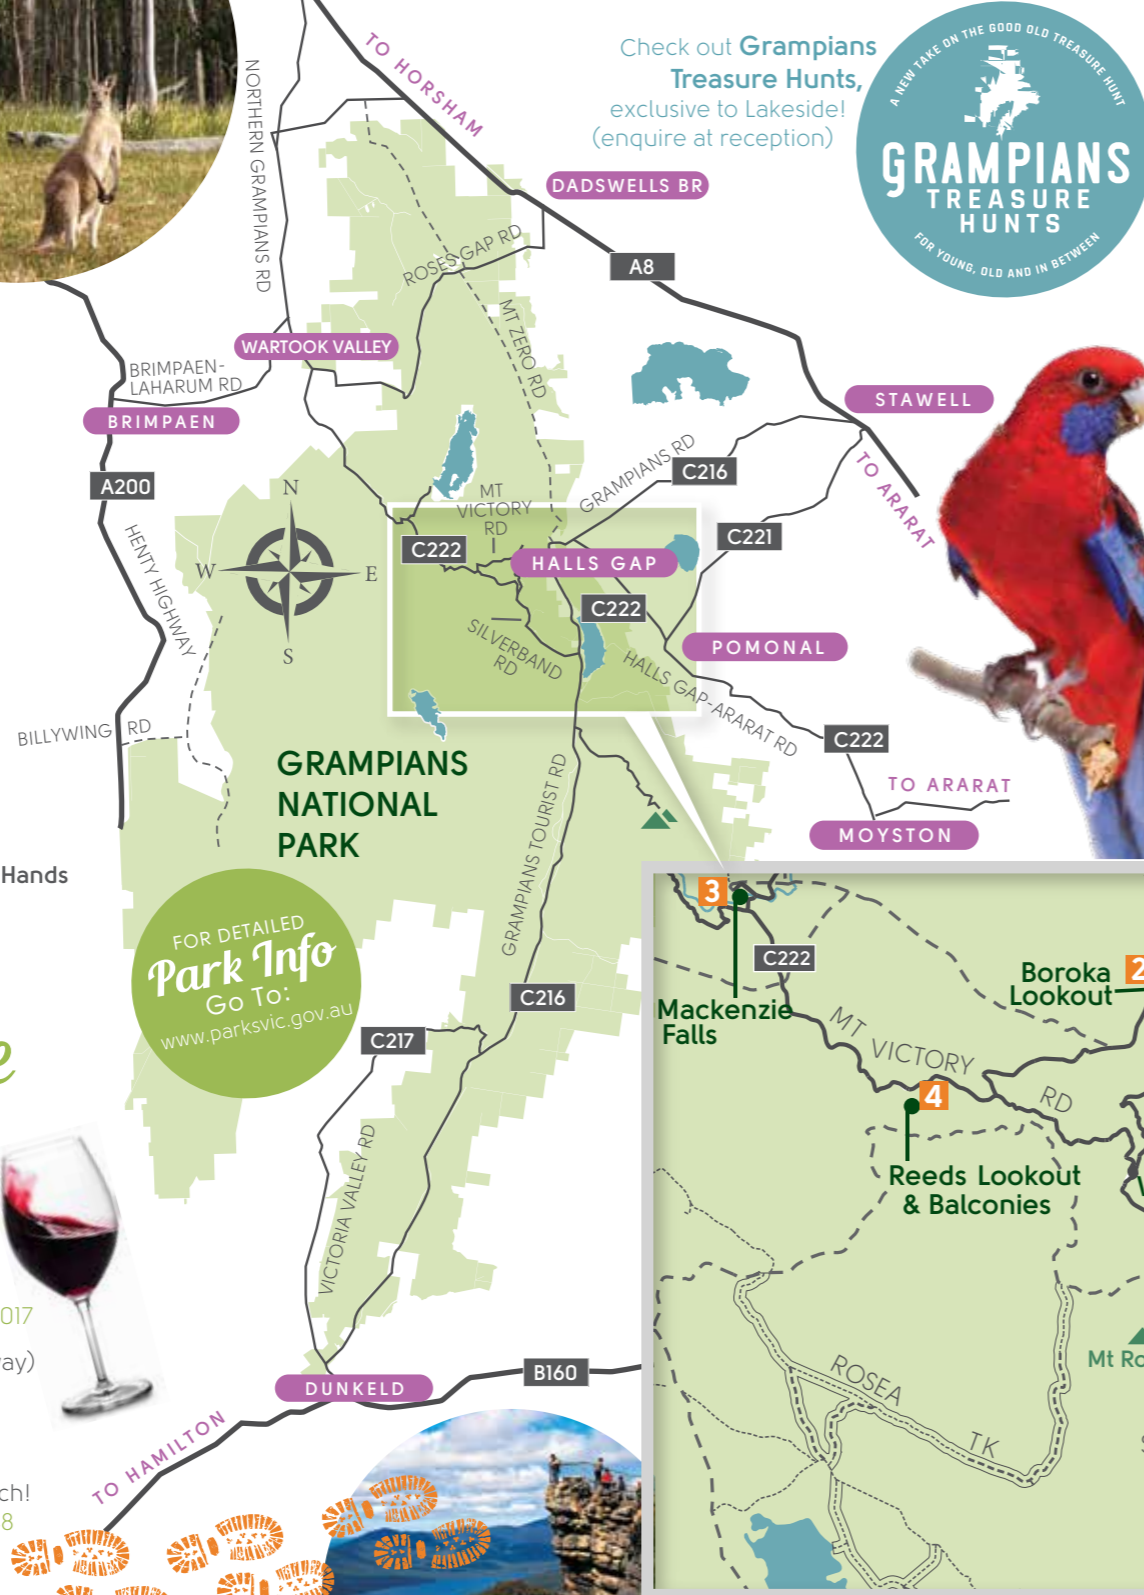 Check out Grampians
Treasure Hunts,
exclusive to Lakeside!
(enquire at reception)
A NEW TAKE ON THE GOOD OLD TREASURE HUNT
GRAMPIANS
TREASURE
HUNTS
FOR YOUNG, OLD AND IN BETWEEN
TO HORSHAM
NORTHERN GRAMPIANS RD
DADSWELLS BR
ROSES GAP RD
A8
MT ZERO RD
WARTOOK VALLEY
BRIMPAEN-
LAHARUM RD
BRIMPAEN
STAWELL
GRAMPIANS RD
C216
TO ARARAT
A200
N
W
E
S
MT
VICTORY
RD
C222
HALLS GAP
C221
C222
HENTY HIGHWAY
SILVERBAND
RD
POMONAL
HALLS GAP-ARARAT RD
BILLYWING RD
C222
GRAMPIANS
NATIONAL
PARK
TO ARARAT
MOYSTON
GRAMPIANS TOURIST RD
Hands
FOR DETAILED
Park Info
Go To:
www.parksvic.gov.au
C216
C217
VICTORIA VALLEY RD
3
C222
Mackenzie
Falls
Boroka
Lookout
2
MT VICTORY RD
4
Reeds Lookout
& Balconies
Mt Ro
ROSEA TK
e
017
ay)
B160
DUNKELD
TO HAMILTON
ch!
8